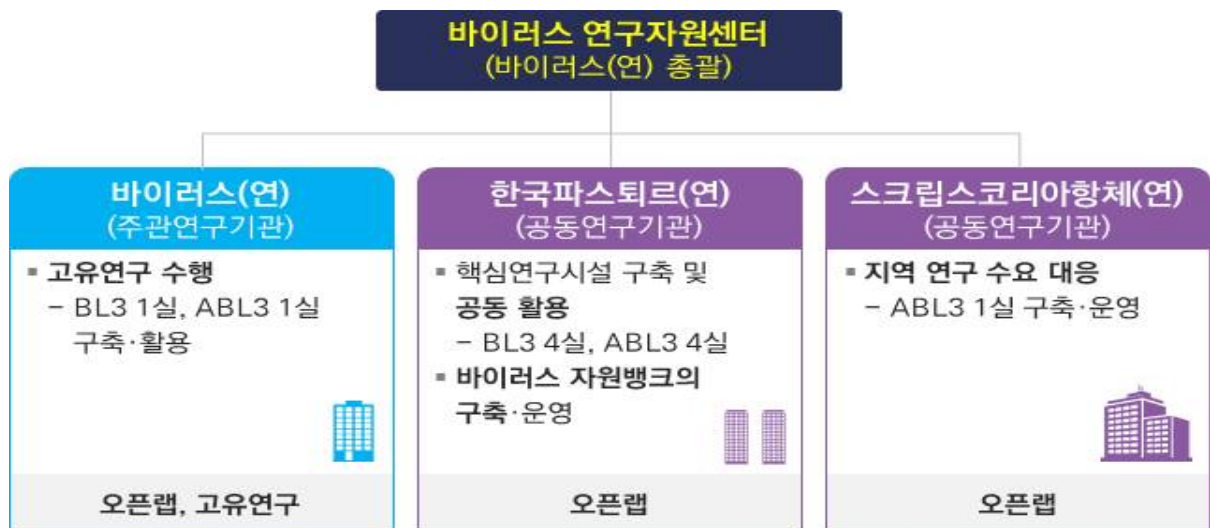 바이러스 연구자원센터
(바이러스(연) 총괄)
바이러스(연)
(주관연구기관)
▪ 고유연구 수행
– BL3 1실, ABL3 1실
구축·활용
오픈랩, 고유연구
한국파스퇴르(연)
(공동연구기관)
▪ 핵심연구시설 구축 및
공동 활용
– BL3 4실, ABL3 4실
▪ 바이러스 자원뱅크의
구축·운영
오픈랩
스크립스코리아항체(연)
(공동연구기관)
▪ 지역 연구 수요 대응
– ABL3 1실 구축·운영
오픈랩